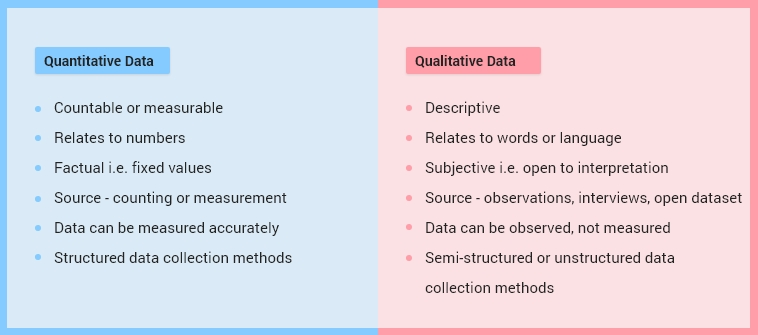 Quantitative Data
Countable or measurable
Relates to numbers
Factual i.e. fixed values
Source - counting or measurement
Data can be measured accurately
Structured data collection methods
Qualitative Data
Descriptive
Relates to words or language
Subjective i.e. open to interpretation
Source - observations, interviews, open dataset
Data can be observed, not measured
Semi-structured or unstructured data
collection methods